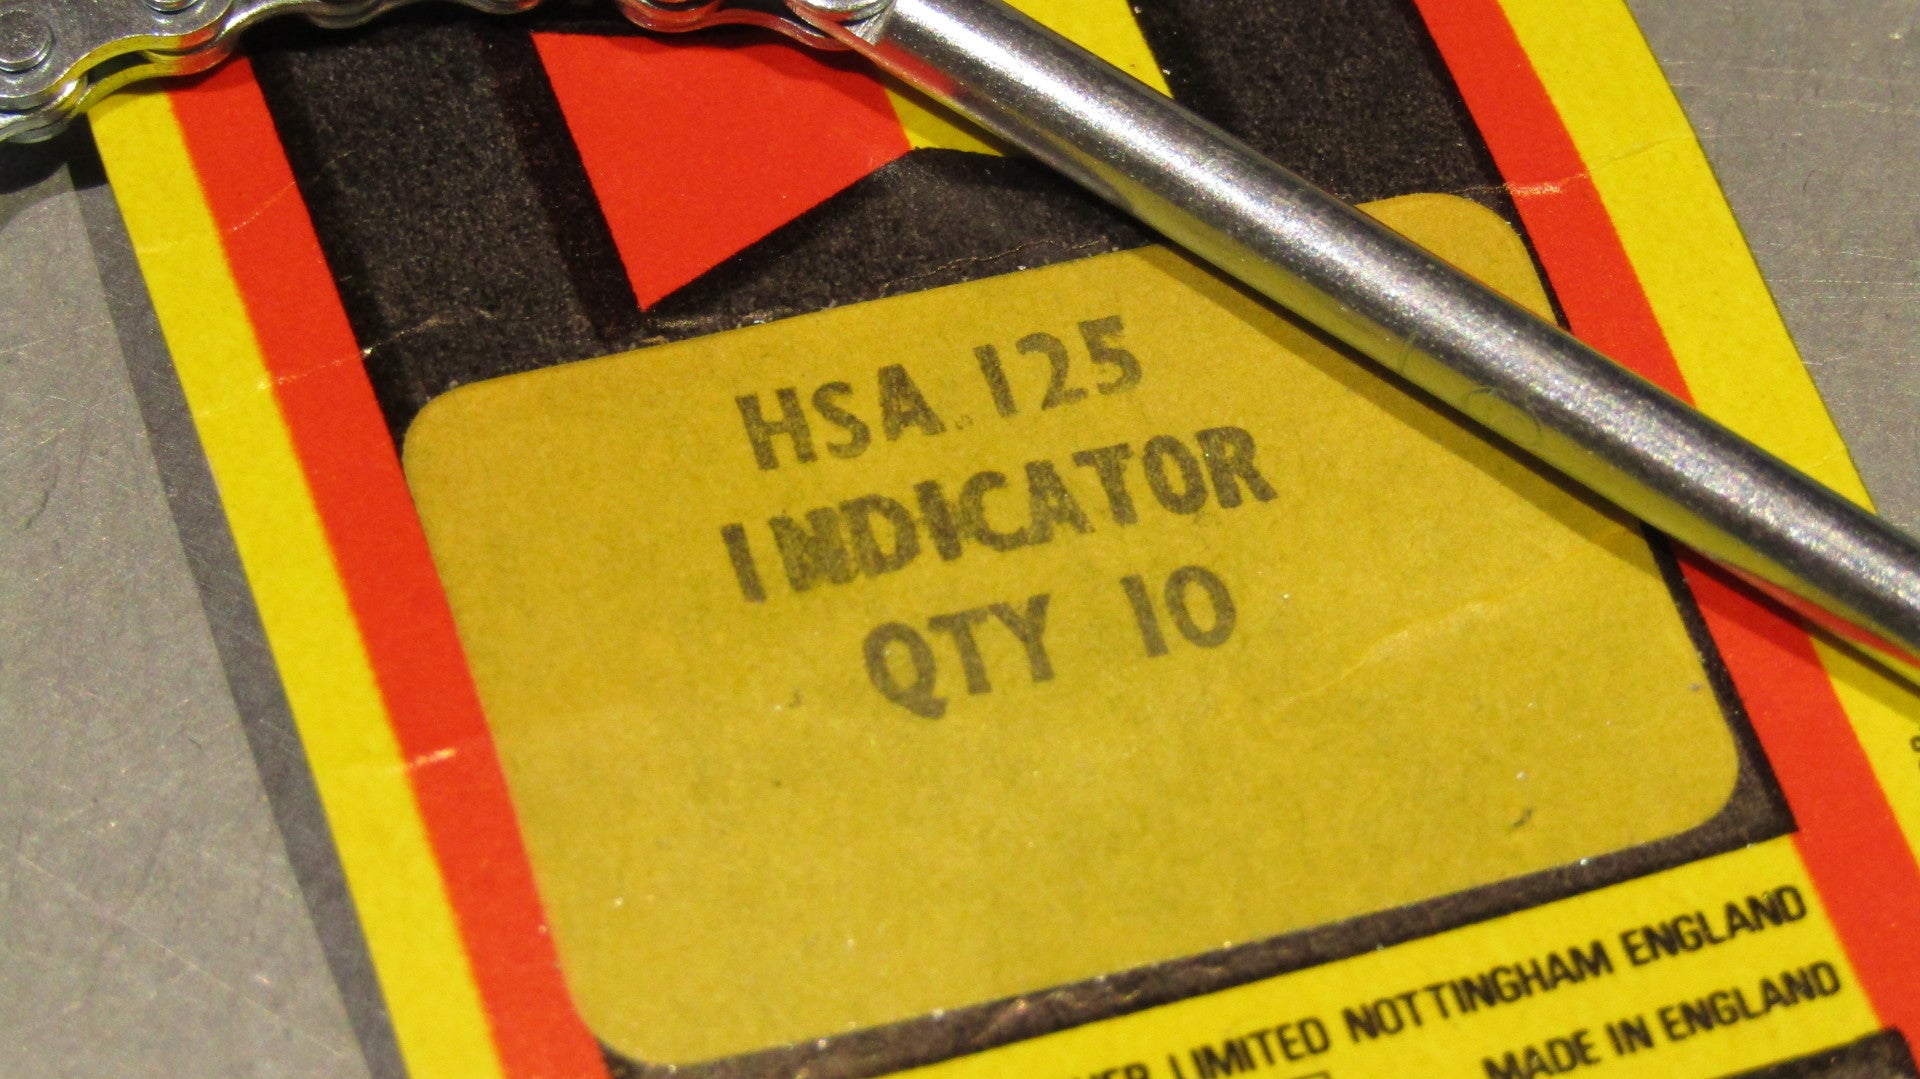 HSA. 125
INDICATOR
QTY 10
LIMITED NOTTINGHAM ENGLAND
MADE IN ENGLAND